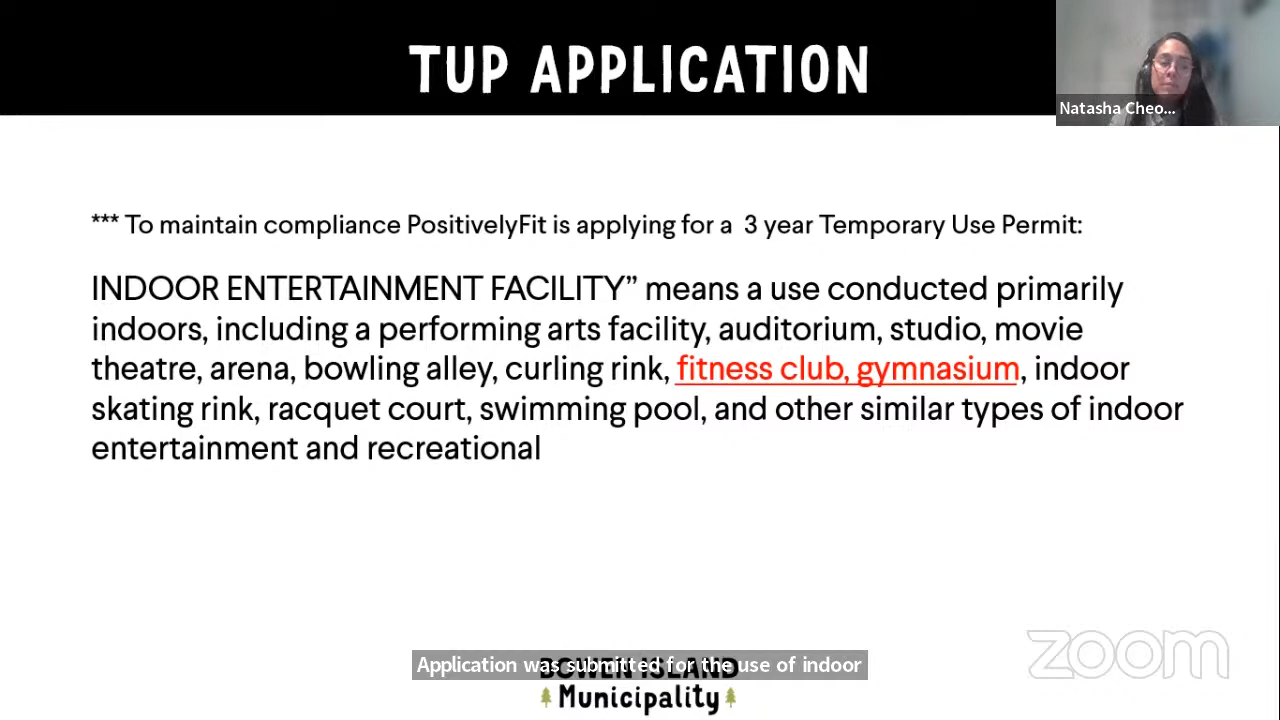 TUP APPLICATION
Natasha Cheo...
*** To maintain compliance PositivelyFit is applying for a 3 year Temporary Use Permit:
INDOOR ENTERTAINMENT FACILITY” means a use conducted primarily
indoors, including a performing arts facility, auditorium, studio, movie
theatre, arena, bowling alley, curling rink, fitness club, gymnasium, indoor
skating rink, racquet court, swimming pool, and other similar types of indoor
entertainment and recreational
zoom
Application was submitted for the use of indoor
BOWEN ISLAND
Municipality